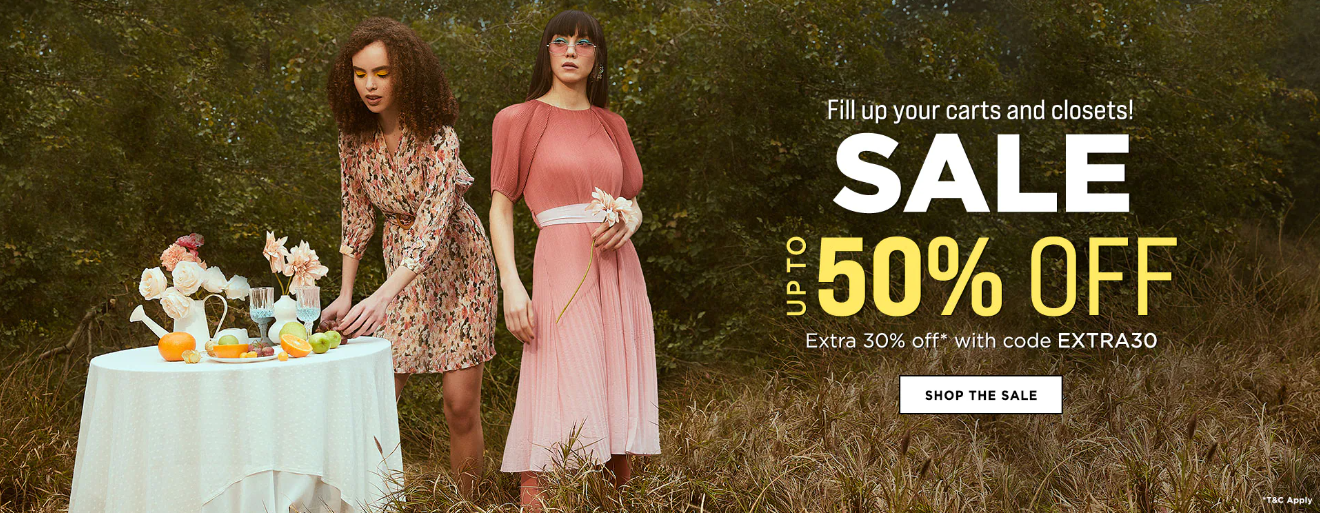 Fill up your carts and closets!
SALE
UP TO 50% OFF
Extra 30% off* with code EXTRA30
SHOP THE SALE
*T&C Apply